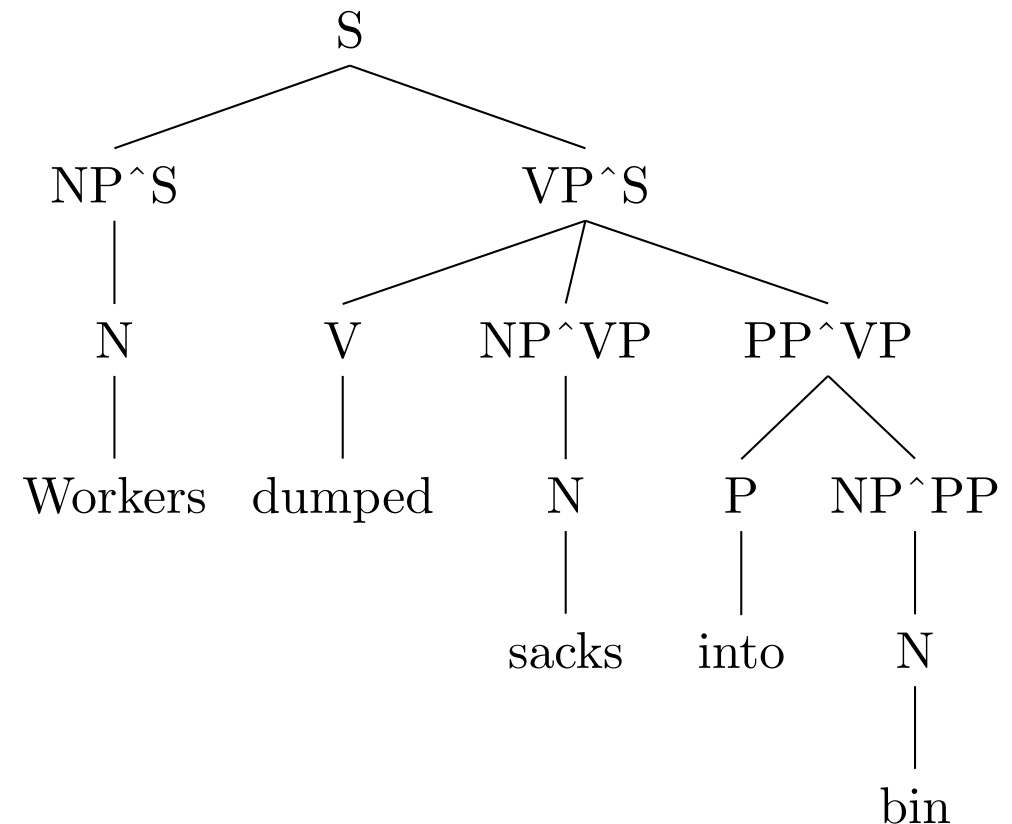 S
NP^S VP^S
N V NP^VP PP^VP
Workers dumped N P NP^PP
sacks into N
bin